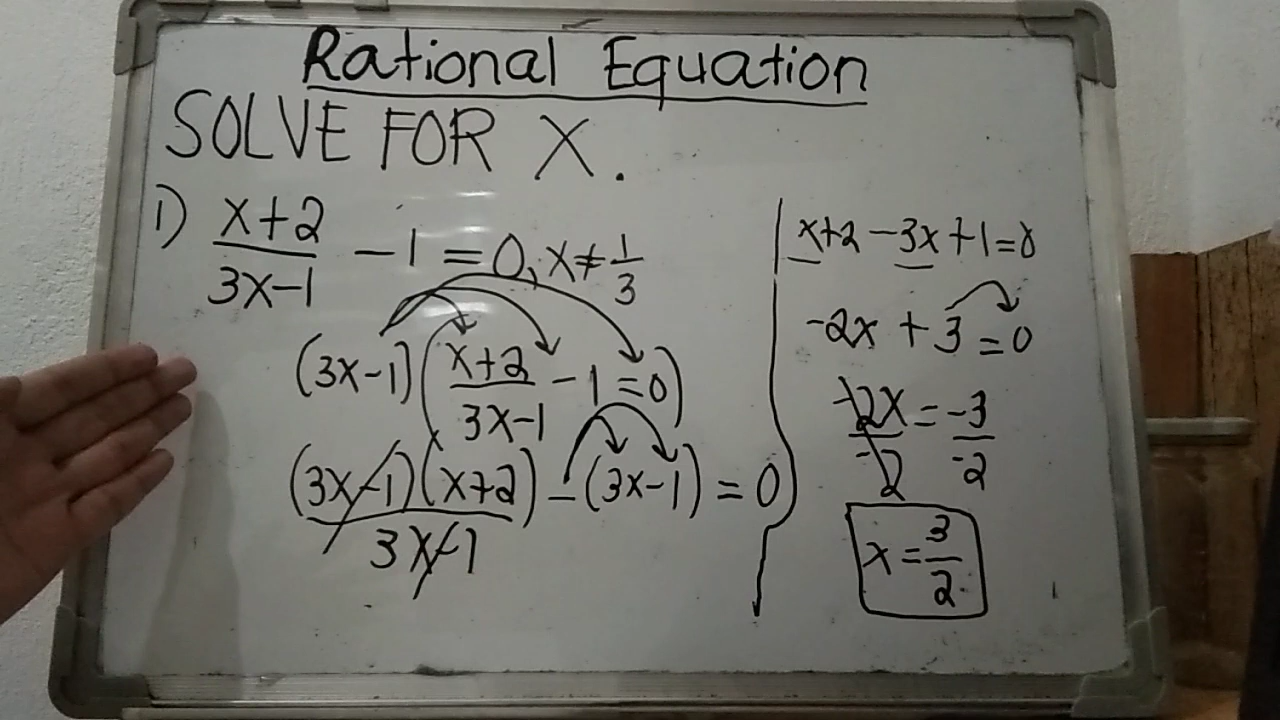 Rational Equation
SOLVE FOR X.
1) x+2/3x-1 - 1 = 0, x ≠ 1/3
(3x-1)(x+2/3x-1 - 1 = 0)
(3x-1)(x+2)/3x-1 - (3x-1) = 0
x+2 - 3x + 1 = 0
-2x + 3 = 0
-2x/-2 = -3/-2
x = 3/2